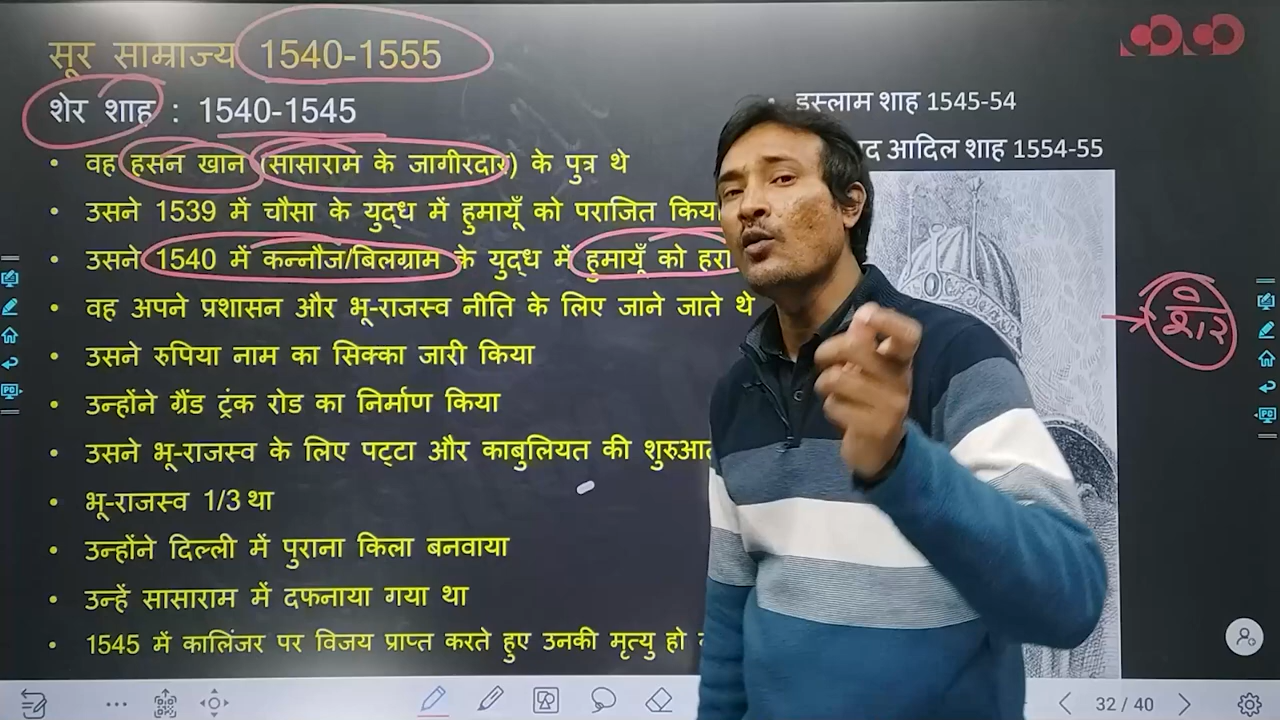 सूर साम्राज्य 1540-1555
शेर शाह : 1540-1545
• वह हसन खान (सासाराम के जागीरदार) के पुत्र थे
• उसने 1539 में चौसा के युद्ध में हुमायूँ को पराजित किया
• उसने 1540 में कन्नौज/बिलग्राम के युद्ध में हुमायूँ को हरा
• वह अपने प्रशासन और भू-राजस्व नीति के लिए जाने जाते थे
• उसने रुपिया नाम का सिक्का जारी किया
• उन्होंने ग्रैंड ट्रंक रोड का निर्माण किया
• उसने भू-राजस्व के लिए पट्टा और काबुलियत की शुरुआत
• भू-राजस्व 1/3 था
• उन्होंने दिल्ली में पुराना किला बनवाया
• उन्हें सासाराम में दफनाया गया था
• 1545 में कालिंजर पर विजय प्राप्त करते हुए उनकी मृत्यु हो
• इस्लाम शाह 1545-54
आदिल शाह 1554-55
32 / 40